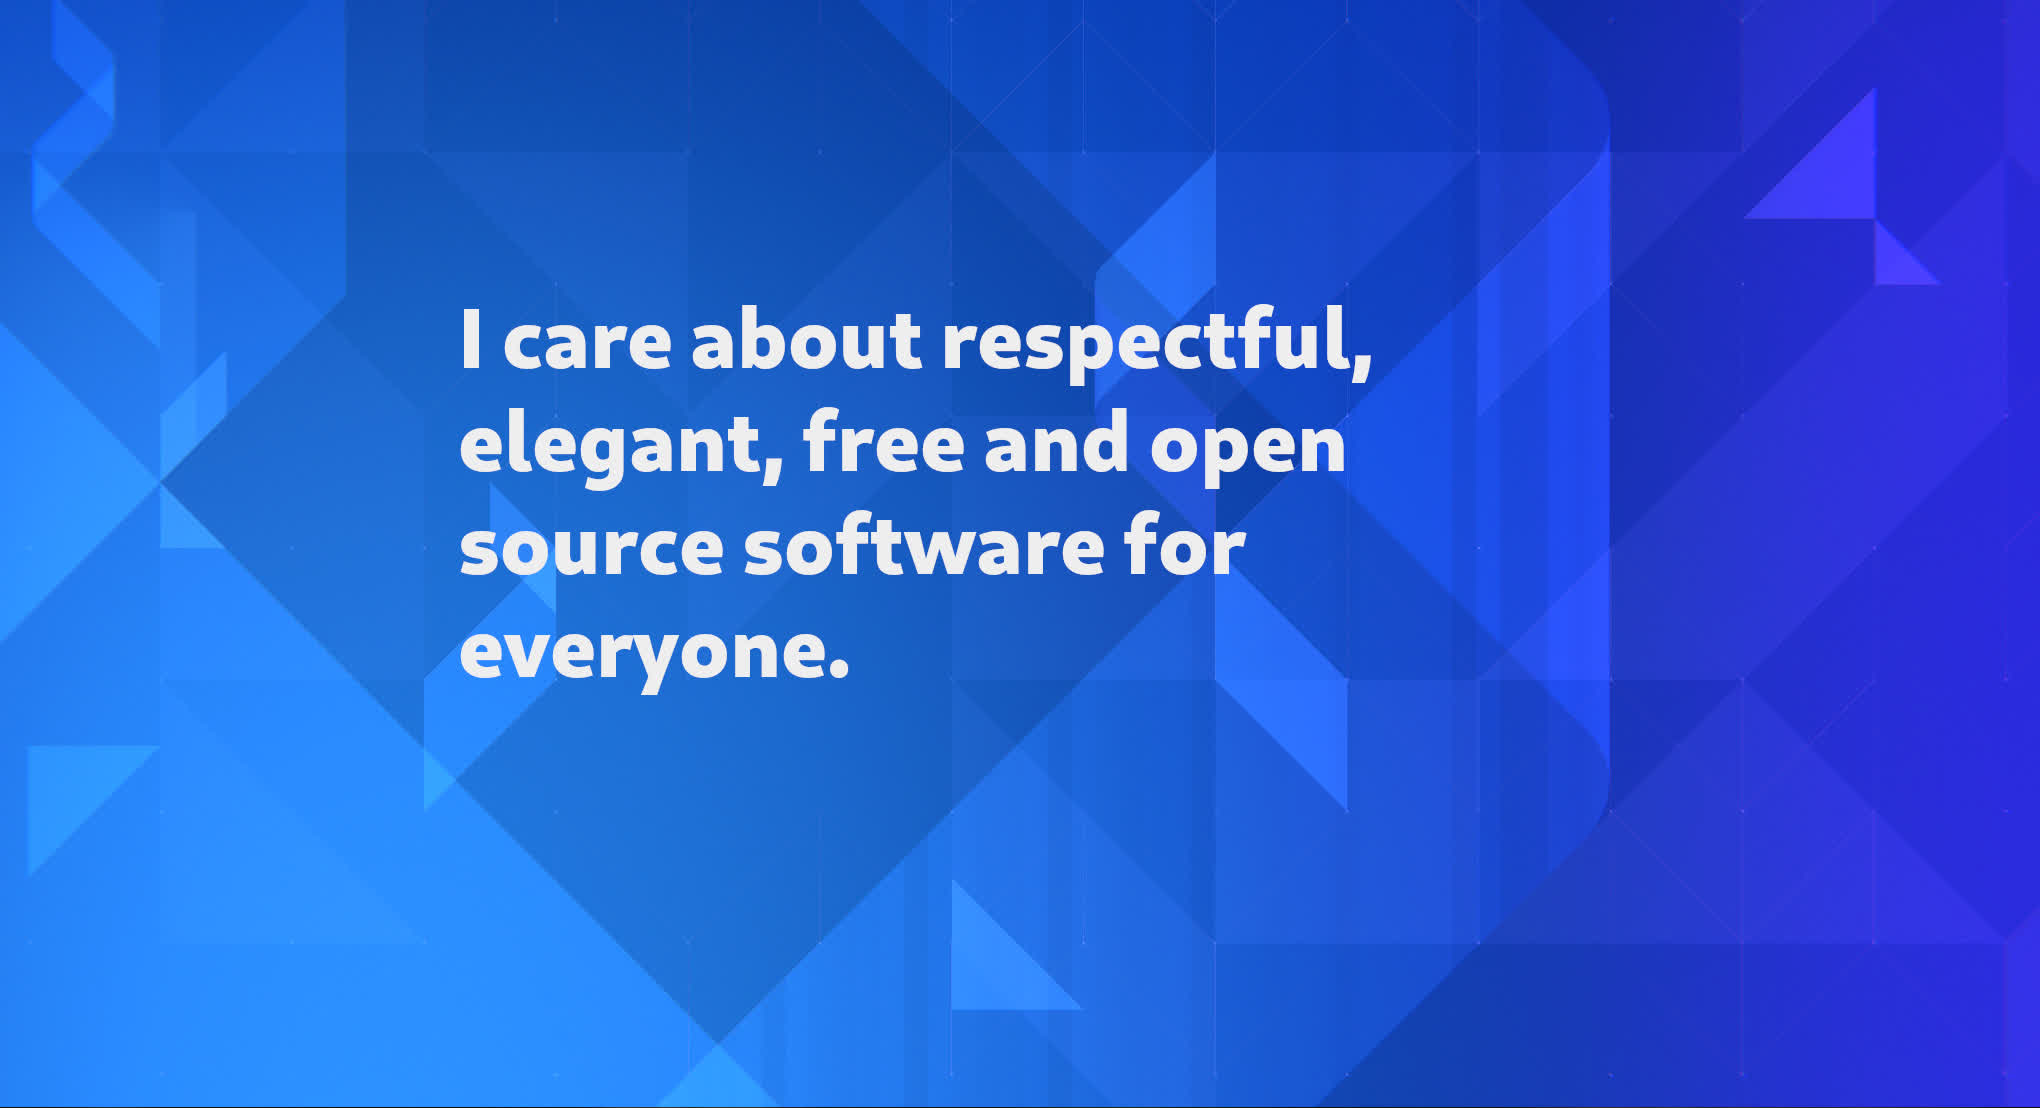 I care about respectful,
elegant, free and open
source software for
everyone.